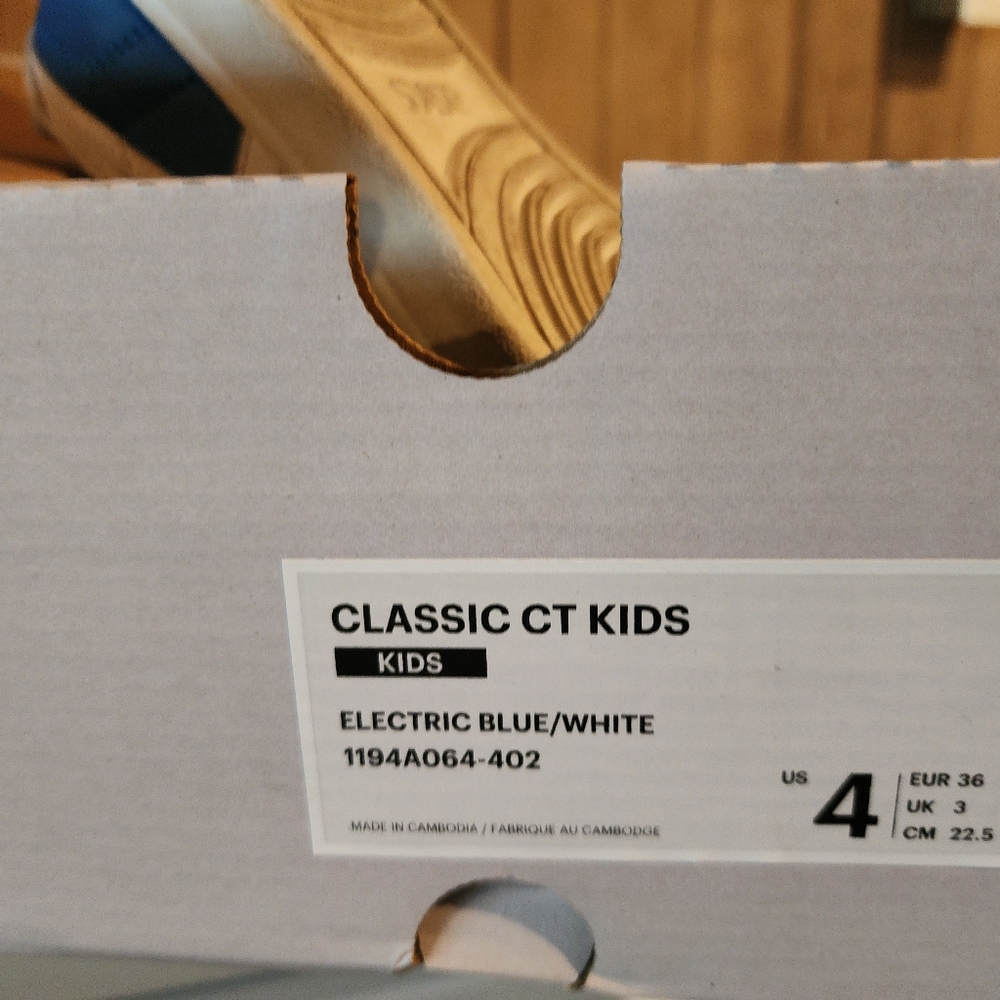 CLASSIC CT KIDS
KIDS
ELECTRIC BLUE/WHITE
1194A064-402
US 4
EUR 36
UK 3
CM 22.5
MADE IN CAMBODIA / FABRIQUE AU CAMBODGE